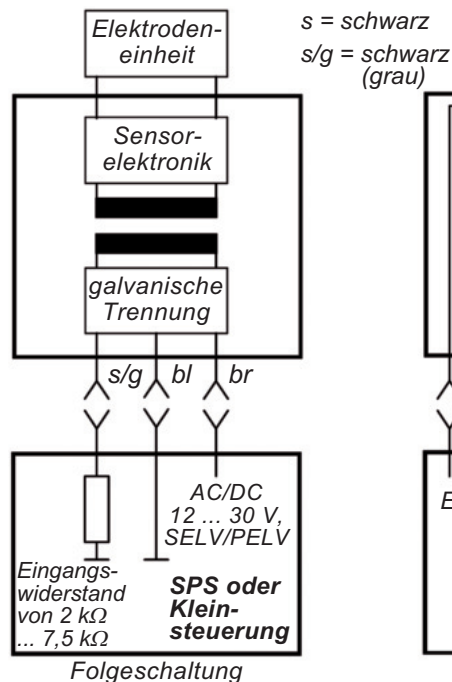 Elektroden-
einheit
s = schwarz
s/g = schwarz
(grau)
Sensor-
elektronik
galvanische
Trennung
s/g bl br
AC/DC
12 ... 30 V,
SELV/PELV
Eingangs-
widerstand
von 2 kΩ
... 7,5 kΩ
SPS oder
Klein-
steuerung
E
Folgeschaltung